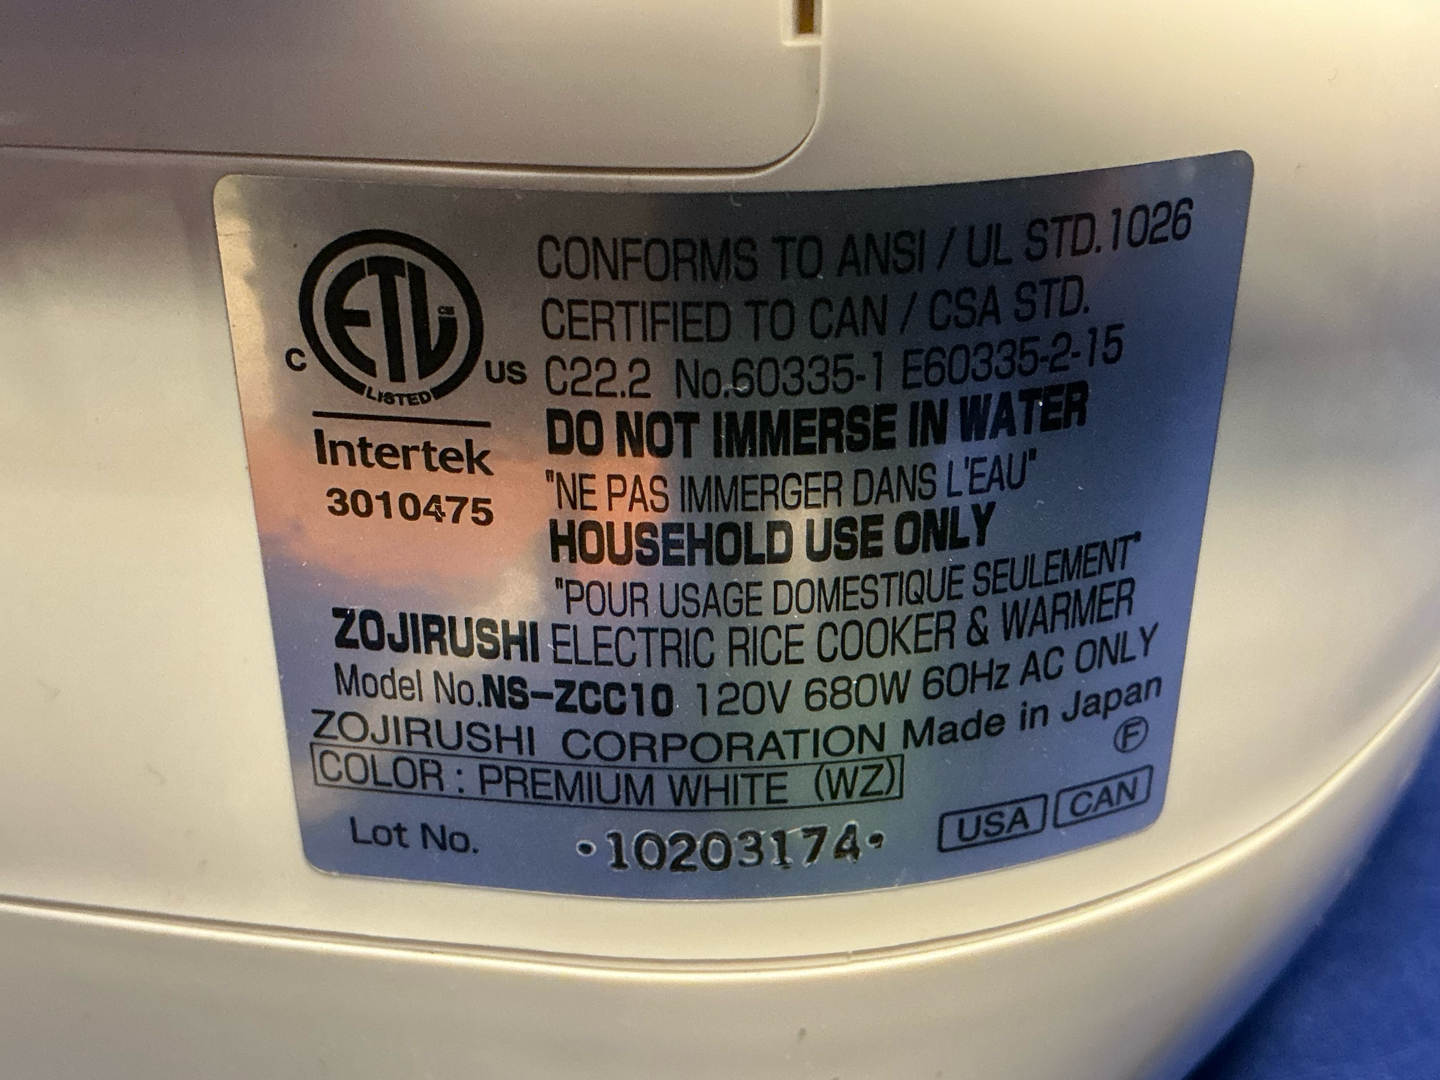 CONFORMS TO ANSI / UL STD.1026
CERTIFIED TO CAN / CSA STD.
C22.2 No.60335-1 E60335-2-15
DO NOT IMMERSE IN WATER
"NE PAS IMMERGER DANS L'EAU"
HOUSEHOLD USE ONLY
"POUR USAGE DOMESTIQUE SEULEMENT"
ETL CM
C US
LISTED
Intertek
3010475
ZOJIRUSHI ELECTRIC RICE COOKER & WARMER
Model No.NS-ZCC10 120V 680W 60Hz AC ONLY
ZOJIRUSHI CORPORATION Made in Japan
COLOR : PREMIUM WHITE (WZ) Ⓕ
Lot No. •10203174• USA CAN